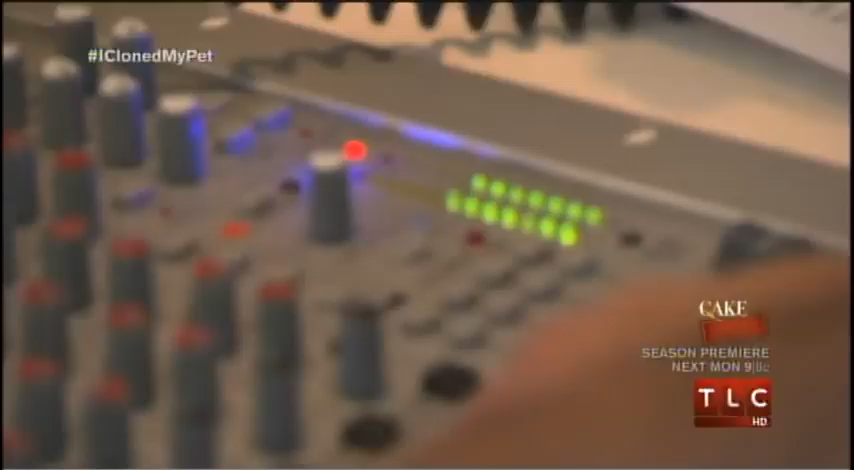 #IClonedMyPet
CAKE
SEASON PREMIERE
NEXT MON 9|8c
TLC
HD